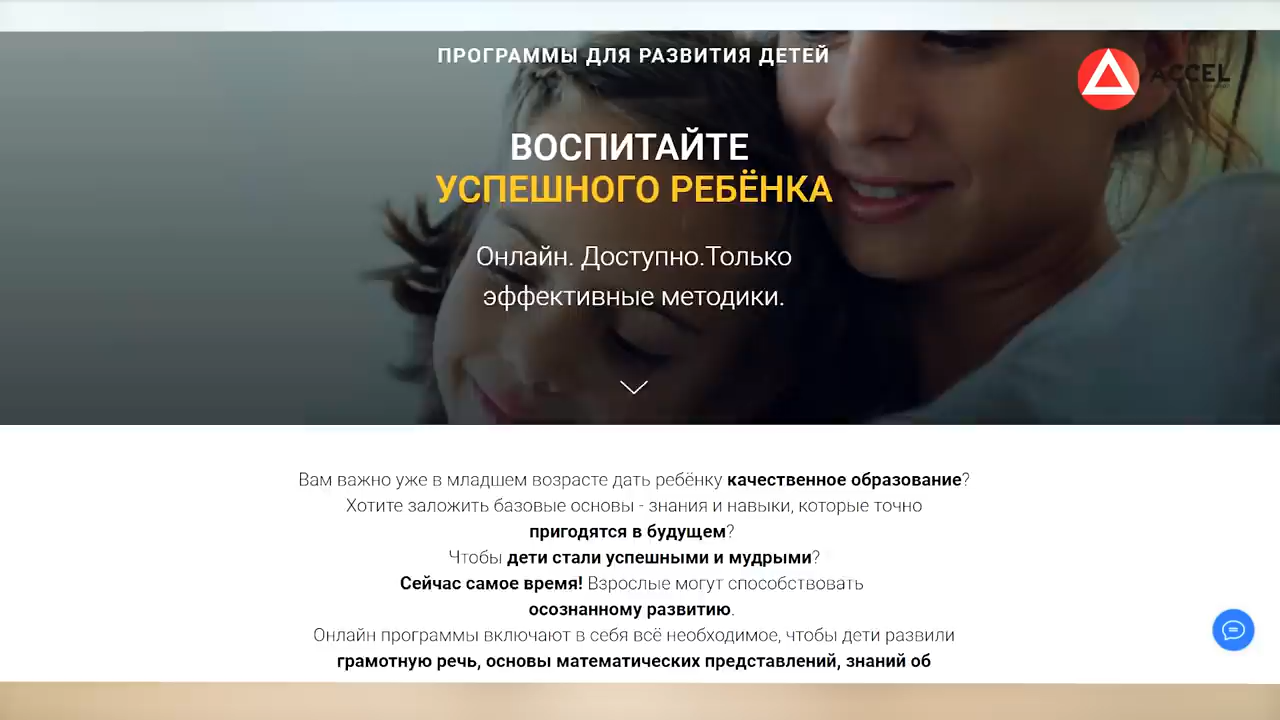 ПРОГРАММЫ ДЛЯ РАЗВИТИЯ ДЕТЕЙ
ACCEL
ВОСПИТАЙТЕ
УСПЕШНОГО РЕБЁНКА
Онлайн. Доступно.Только
эффективные методики.
Вам важно уже в младшем возрасте дать ребёнку качественное образование?
Хотите заложить базовые основы - знания и навыки, которые точно
пригодятся в будущем?
Чтобы дети стали успешными и мудрыми?
Сейчас самое время! Взрослые могут способствовать
осознанному развитию.
Онлайн программы включают в себя всё необходимое, чтобы дети развили
грамотную речь, основы математических представлений, знаний об